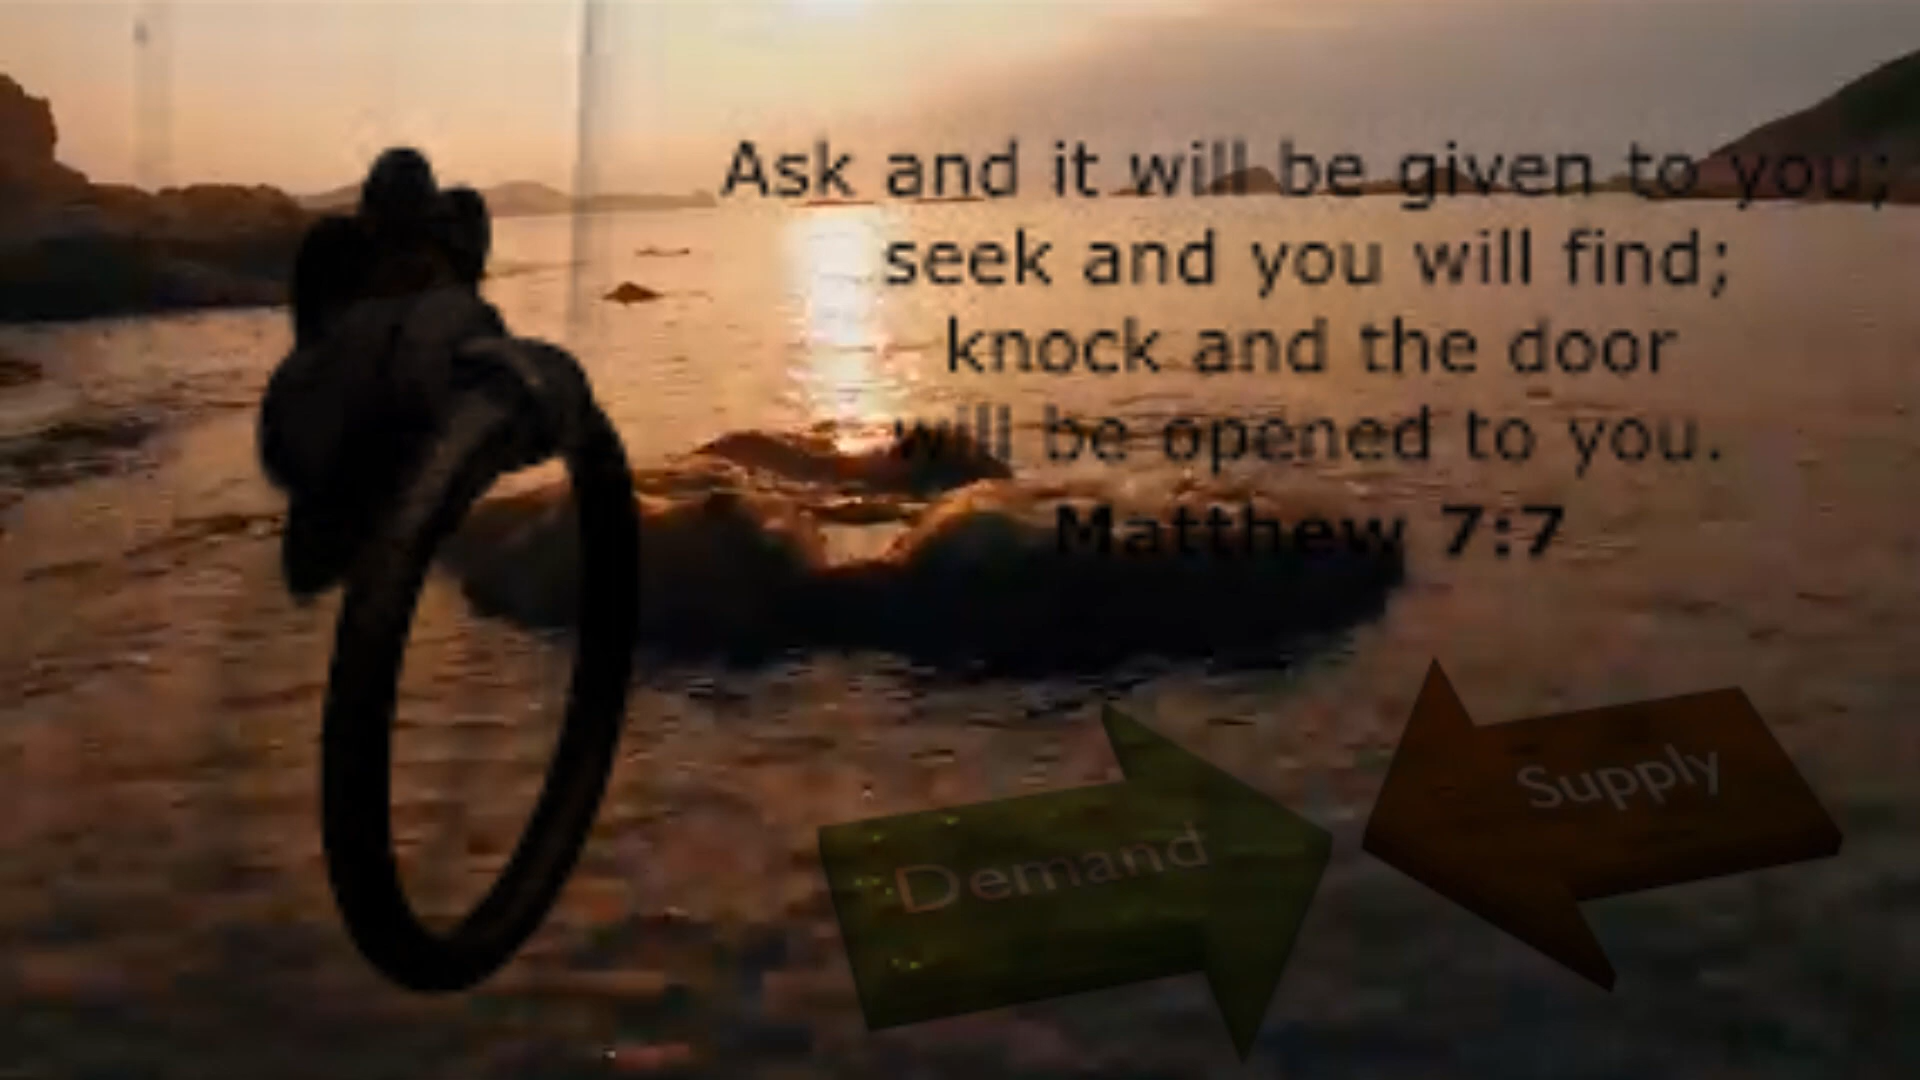 Ask and it will be given to you;
seek and you will find;
knock and the door
will be opened to you.
Matthew 7:7
Supply
Demand